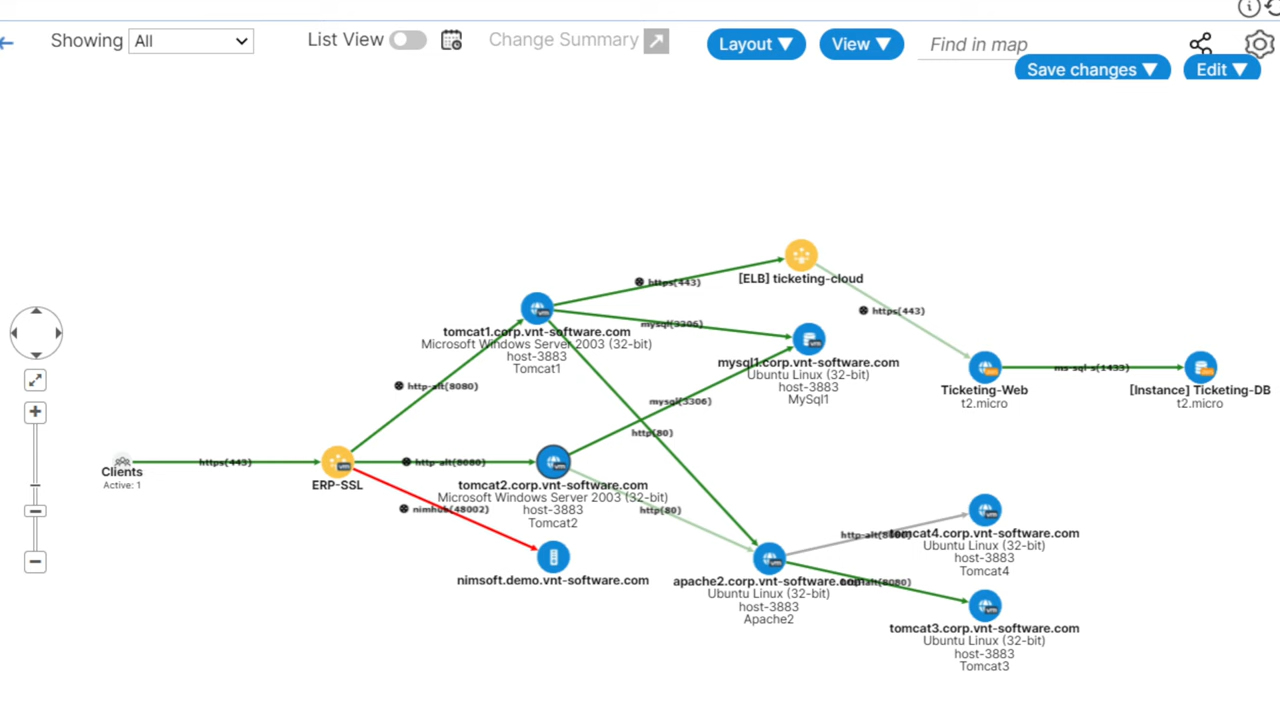 Showing All
List View
Change Summary
Layout ▼
View ▼
Find in map
Save changes ▼
Edit ▼
[ELB] ticketing-cloud
https(443)
https(443)
tomcat1.corp.vnt-software.com
Microsoft Windows Server 2003 (32-bit)
host-3883
Tomcat1
mysql(3306)
mysql1.corp.vnt-software.com
Ubuntu Linux (32-bit)
host-3883
MySql1
Ticketing-Web
t2.micro
ms-sql-s(1433)
[Instance] Ticketing-DB
t2.micro
http-alt(8080)
mysql(3306)
http(80)
Clients
Active: 1
https(443)
ERP-SSL
http-alt(8080)
tomcat2.corp.vnt-software.com
Microsoft Windows Server 2003 (32-bit)
host-3883
Tomcat2
http(80)
nimhub(48002)
nimsoft.demo.vnt-software.com
apache2.corp.vnt-software.com
Ubuntu Linux (32-bit)
host-3883
Apache2
tomcat4.corp.vnt-software.com
Ubuntu Linux (32-bit)
host-3883
Tomcat4
tomcat3.corp.vnt-software.com
Ubuntu Linux (32-bit)
host-3883
Tomcat3